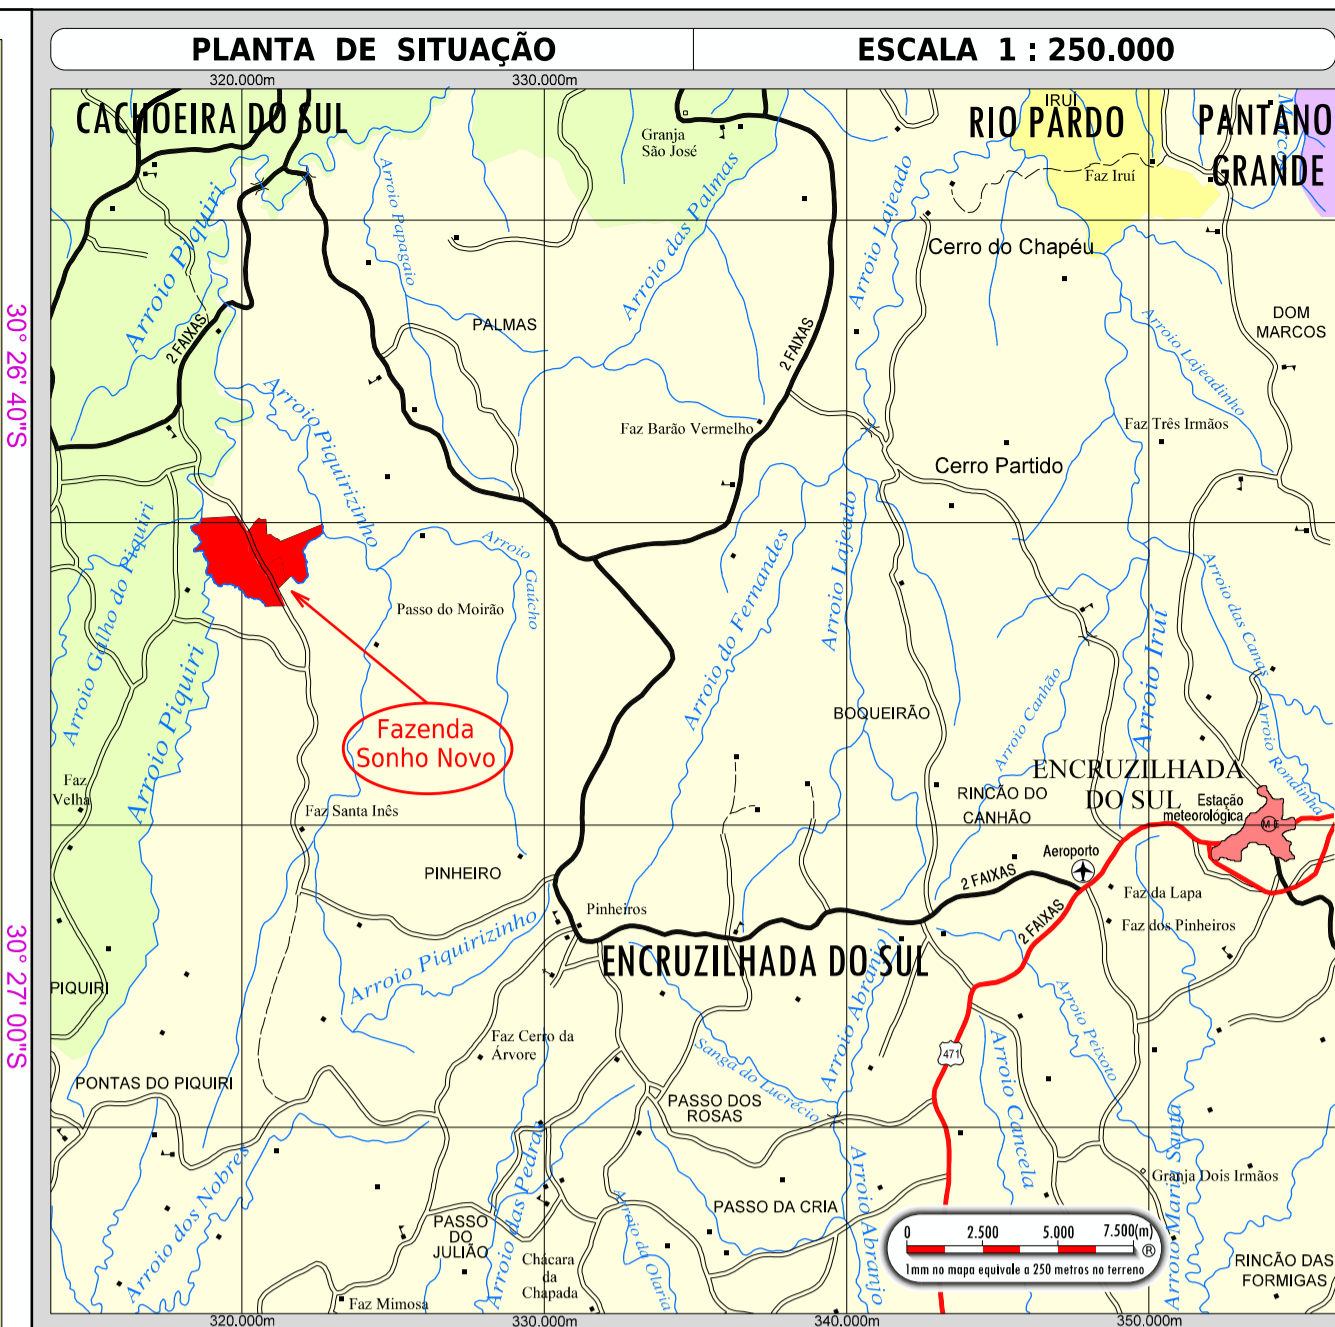 PLANTA DE SITUAÇÃO
ESCALA 1 : 250.000
320.000m
330.000m
CACHOEIRA DO SUL
RIO PARDO
PANTANO
GRANDE
IRUÍ
Granja
São José
Faz Iruí
Marcos
Arroio Piquiri
Arroio Papagaio
Arroio das Palmas
Arroio Lajeado
Cerro do Chapéu
30° 26' 40"S
2 FAIXAS
PALMAS
2 FAIXAS
DOM
MARCOS
Arroio Lajeadinho
Arroio Piquirizinho
Faz Barão Vermelho
Faz Três Irmãos
Cerro Partido
Arroio Galho do Piquiri
Arroio Gaúcho
Arroio do Fernandes
Arroio Lajeado
Arroio das Canas
Passo do Moirão
Arroio Iruí
Arroio Piquiri
Arroio Canhão
BOQUEIRÃO
Arroio Rondinha
Fazenda
Sonho Novo
ENCRUZILHADA
DO SUL
Faz
Velha
Faz Santa Inês
RINCÃO DO
CANHÃO
Estação
meteorológica
M E
PINHEIRO
Aeroporto
2 FAIXAS
Faz da Lapa
Pinheiros
2 FAIXAS
Faz dos Pinheiros
Arroio Piquirizinho
ENCRUZILHADA DO SUL
30° 27' 00"S
PIQUIRI
Arroio Abranjo
Arroio Peixoto
Faz Cerro da
Árvore
471
Sanga do Lucrécio
Arroio Cancela
PONTAS DO PIQUIRI
PASSO DOS
ROSAS
Arroio Maria Santa
Arroio dos Nobres
Arroio das Pedras
Arroio da Olaria
Granja Dois Irmãos
PASSO DA CRIA
Arroio Abranjo
PASSO
DO
JULIÃO
Chácara
da
Chapada
Faz Mimosa
0 2.500 5.000 7.500(m)
®
1mm no mapa equivale a 250 metros no terreno
RINCÃO DAS
FORMIGAS
320.000m
330.000m
340.000m
350.000m